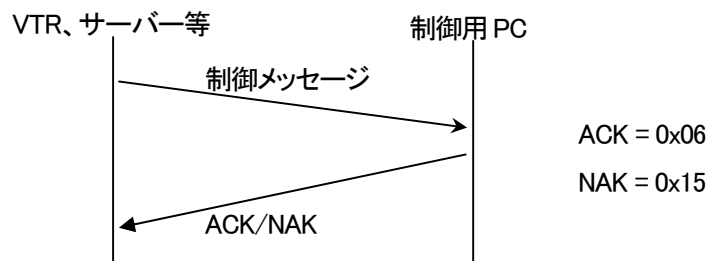 VTR、サーバー等
制御用 PC
制御メッセージ
ACK = 0x06
NAK = 0x15
ACK/NAK